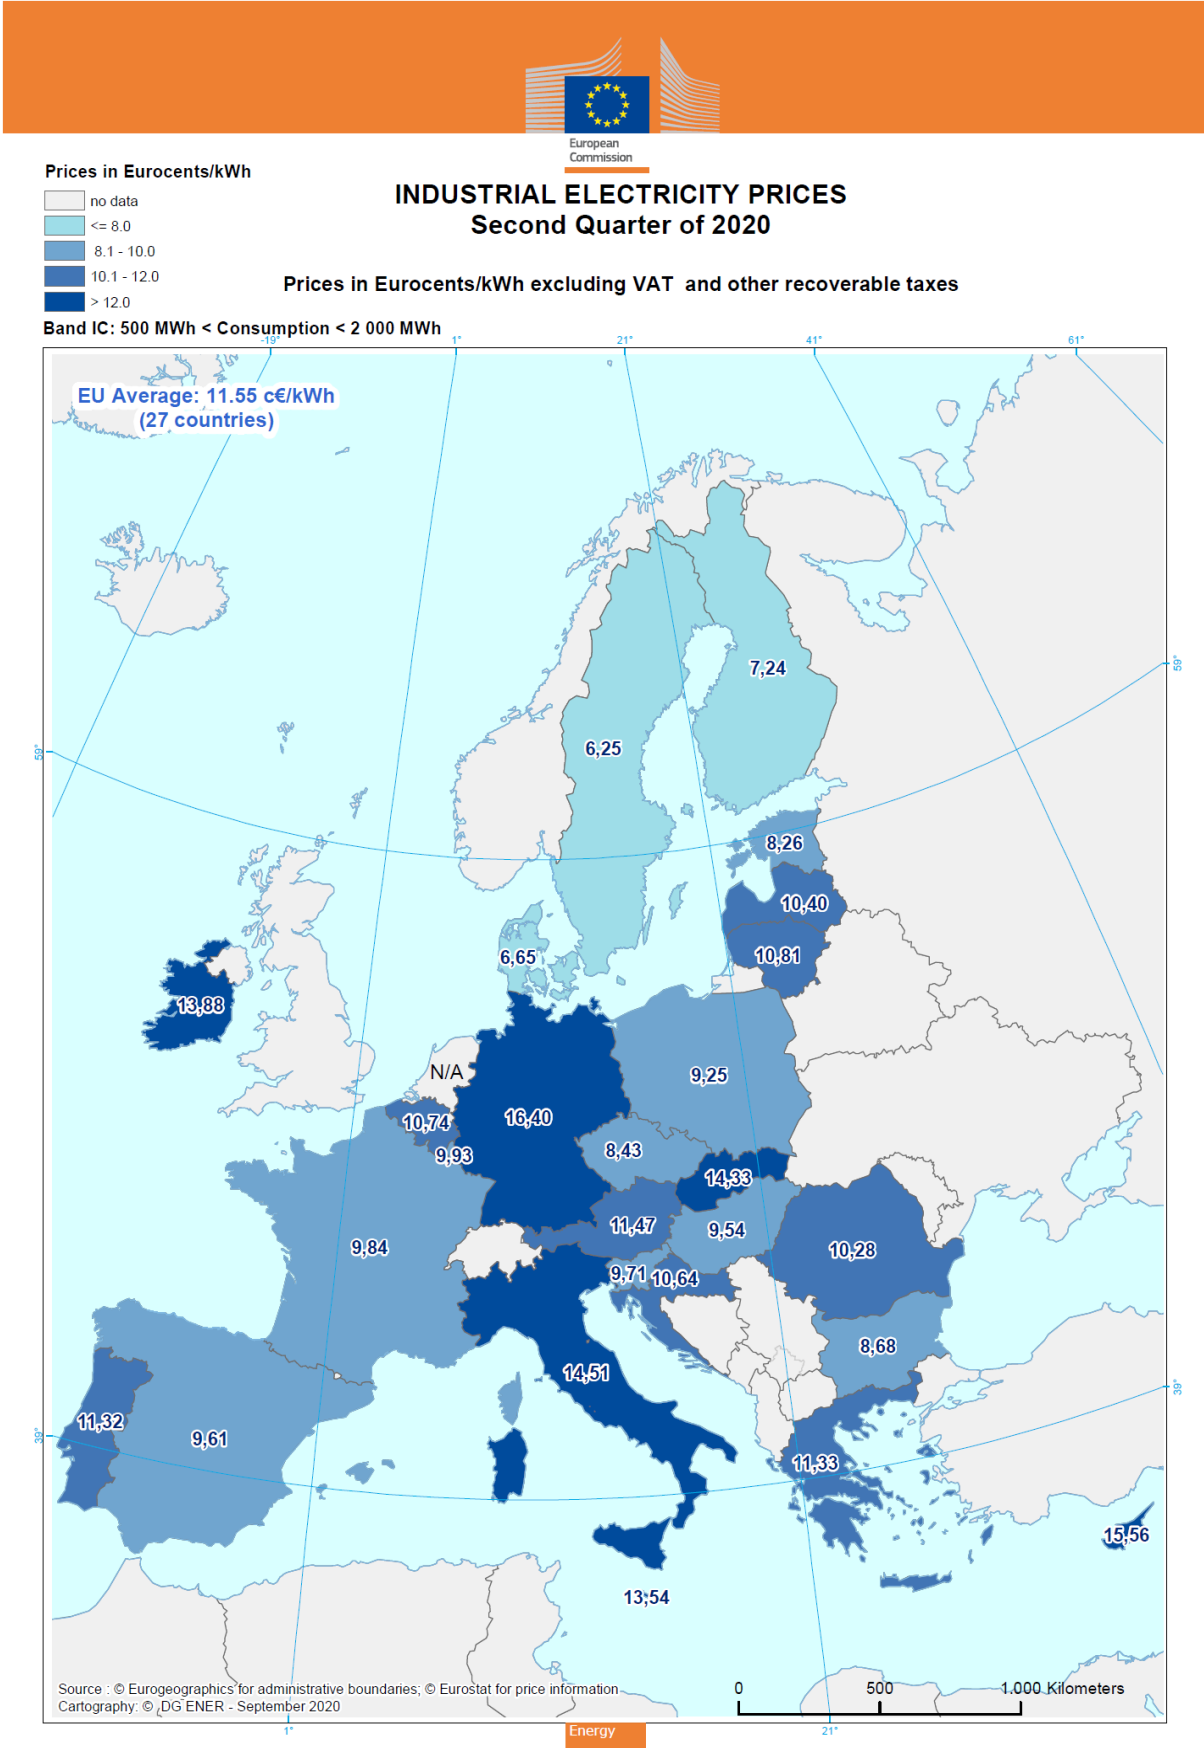 European
Commission
Prices in Eurocents/kWh
no data
<= 8.0
8.1 - 10.0
10.1 - 12.0
> 12.0
INDUSTRIAL ELECTRICITY PRICES
Second Quarter of 2020
Prices in Eurocents/kWh excluding VAT and other recoverable taxes
Band IC: 500 MWh < Consumption < 2 000 MWh
-19°
1°
21°
41°
61°
EU Average: 11.55 c€/kWh
(27 countries)
7,24
59°
6,25
59°
8,26
10,40
10,81
6,65
13,88
N/A
9,25
16,40
10,74
8,43
9,93
14,33
11,47
9,54
9,84
10,28
9,71
10,64
8,68
14,51
39°
11,32
39°
9,61
11,33
15,56
13,54
Source : © Eurogeographics for administrative boundaries; © Eurostat for price information
Cartography: © DG ENER - September 2020
0 500 1.000 Kilometers
1°
21°
Energy